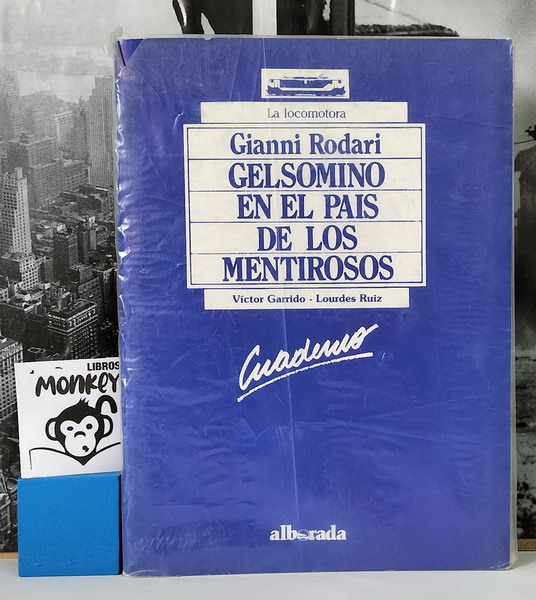 La locomotora
Gianni Rodari
GELSOMINO
EN EL PAIS
DE LOS
MENTIROSOS
Víctor Garrido - Lourdes Ruiz
Cuaderno
alborada
LIBROS
MONKEY